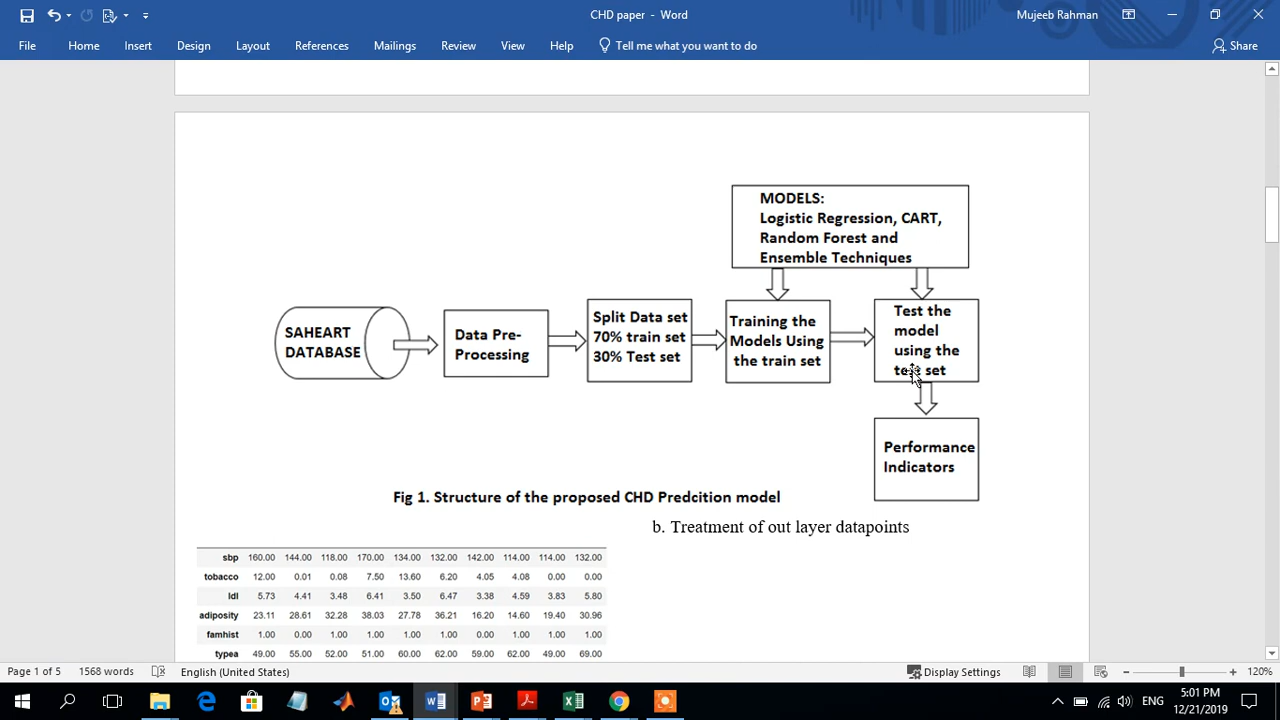 CHD paper - Word
Mujeeb Rahman
File
Home
Insert
Design
Layout
References
Mailings
Review
View
Help
Tell me what you want to do
Share
MODELS:
Logistic Regression, CART,
Random Forest and
Ensemble Techniques
SAHEART
DATABASE
Data Pre-
Processing
Split Data set
70% train set
30% Test set
Training the
Models Using
the train set
Test the
model
using the
test set
Performance
Indicators
Fig 1. Structure of the proposed CHD Predcition model
b. Treatment of out layer datapoints
sbp 160.00 144.00 118.00 170.00 134.00 132.00 142.00 114.00 114.00 132.00
tobacco 12.00 0.01 0.08 7.50 13.60 6.20 4.05 4.08 0.00 0.00
ldl 5.73 4.41 3.48 6.41 3.50 6.47 3.38 4.59 3.83 5.80
adiposity 23.11 28.61 32.28 38.03 27.78 36.21 16.20 14.60 19.40 30.96
famhist 1.00 0.00 1.00 1.00 1.00 0.00 1.00 1.00 1.00 1.00
typea 49.00 55.00 52.00 51.00 60.00 62.00 59.00 62.00 49.00 69.00
Page 1 of 5
1568 words
English (United States)
Display Settings
120%
ENG
5:01 PM
12/21/2019